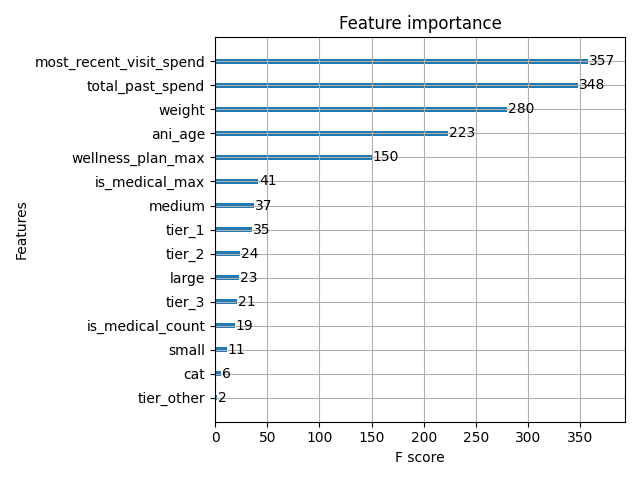 Feature importance
most_recent_visit_spend 357
total_past_spend 348
weight 280
ani_age 223
wellness_plan_max 150
is_medical_max 41
medium 37
tier_1 35
tier_2 24
large 23
tier_3 21
is_medical_count 19
small 11
cat 6
tier_other 2
Features
0 50 100 150 200 250 300 350
F score